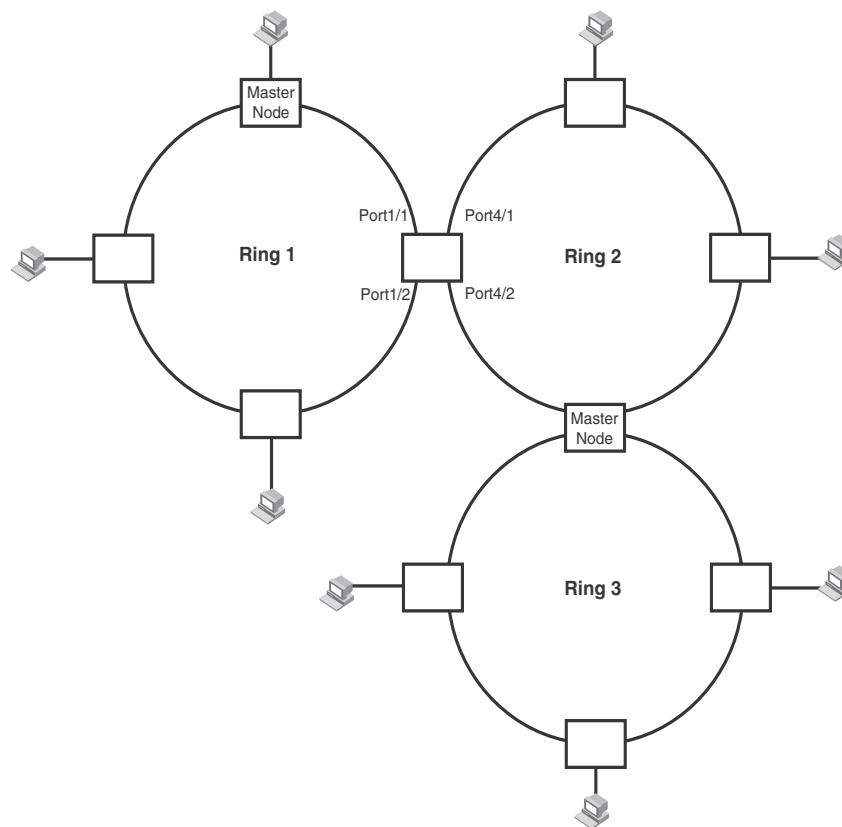 Master
Node
Port1/1
Port4/1
Ring 1
Ring 2
Port1/2
Port4/2
Master
Node
Ring 3